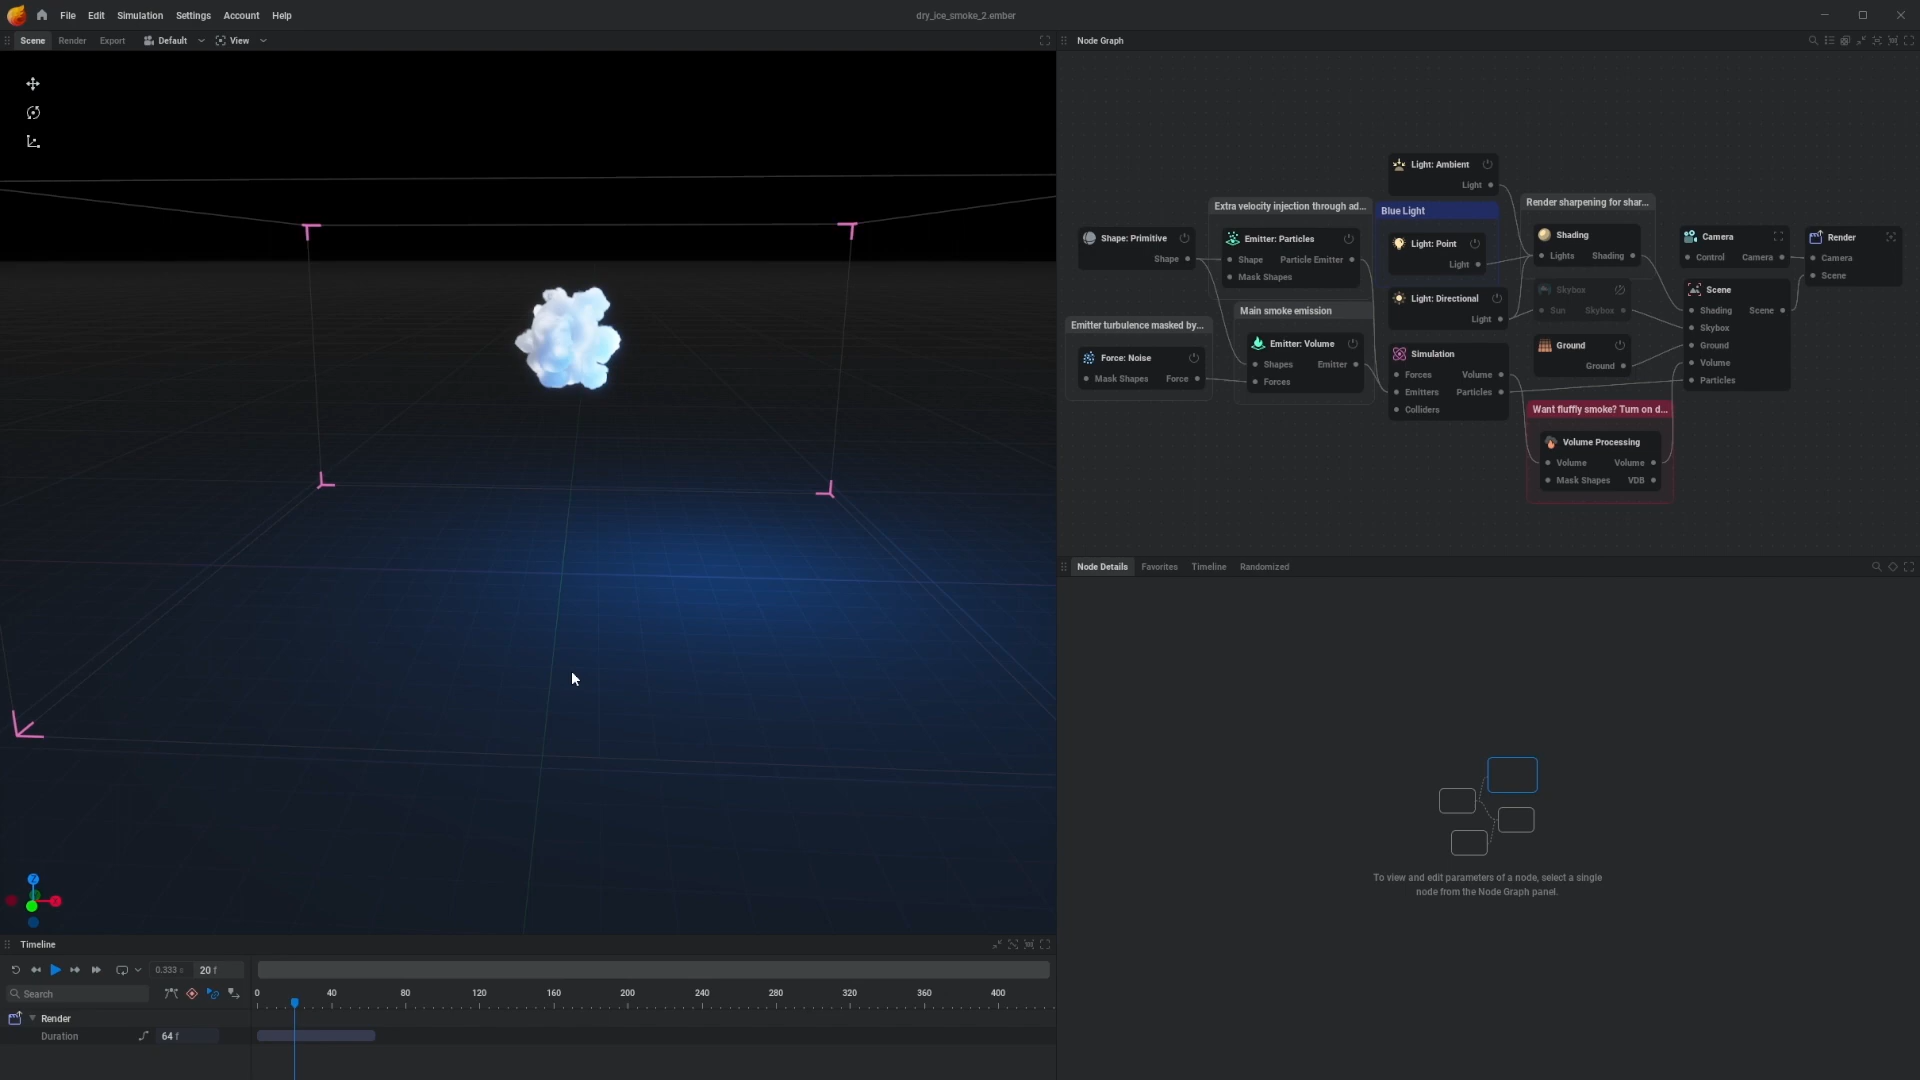 File Edit Simulation Settings Account Help
dry_ice_smoke_2.ember
Scene Render Export Default View
Node Graph
Light: Ambient
Light
Extra velocity injection through ad...
Blue Light
Render sharpening for shar...
Shape: Primitive
Shape
Emitter: Particles
Shape Particle Emitter
Mask Shapes
Light: Point
Light
Shading
Lights Shading
Camera
Control Camera
Render
Camera
Scene
Light: Directional
Light
Skybox
Sun Skybox
Scene
Shading Scene
Skybox
Ground
Volume
Particles
Main smoke emission
Emitter turbulence masked by...
Emitter: Volume
Shapes Emitter
Forces
Force: Noise
Mask Shapes Force
Simulation
Forces Volume
Emitters Particles
Colliders
Ground
Ground
Want fluffly smoke? Turn on d...
Volume Processing
Volume Volume
Mask Shapes VDB
Node Details Favorites Timeline Randomized
To view and edit parameters of a node, select a single
node from the Node Graph panel.
Z
X
Timeline
0.333 s 20 f
Search
0 40 80 120 160 200 240 280 320 360 400
Render
Duration 64 f